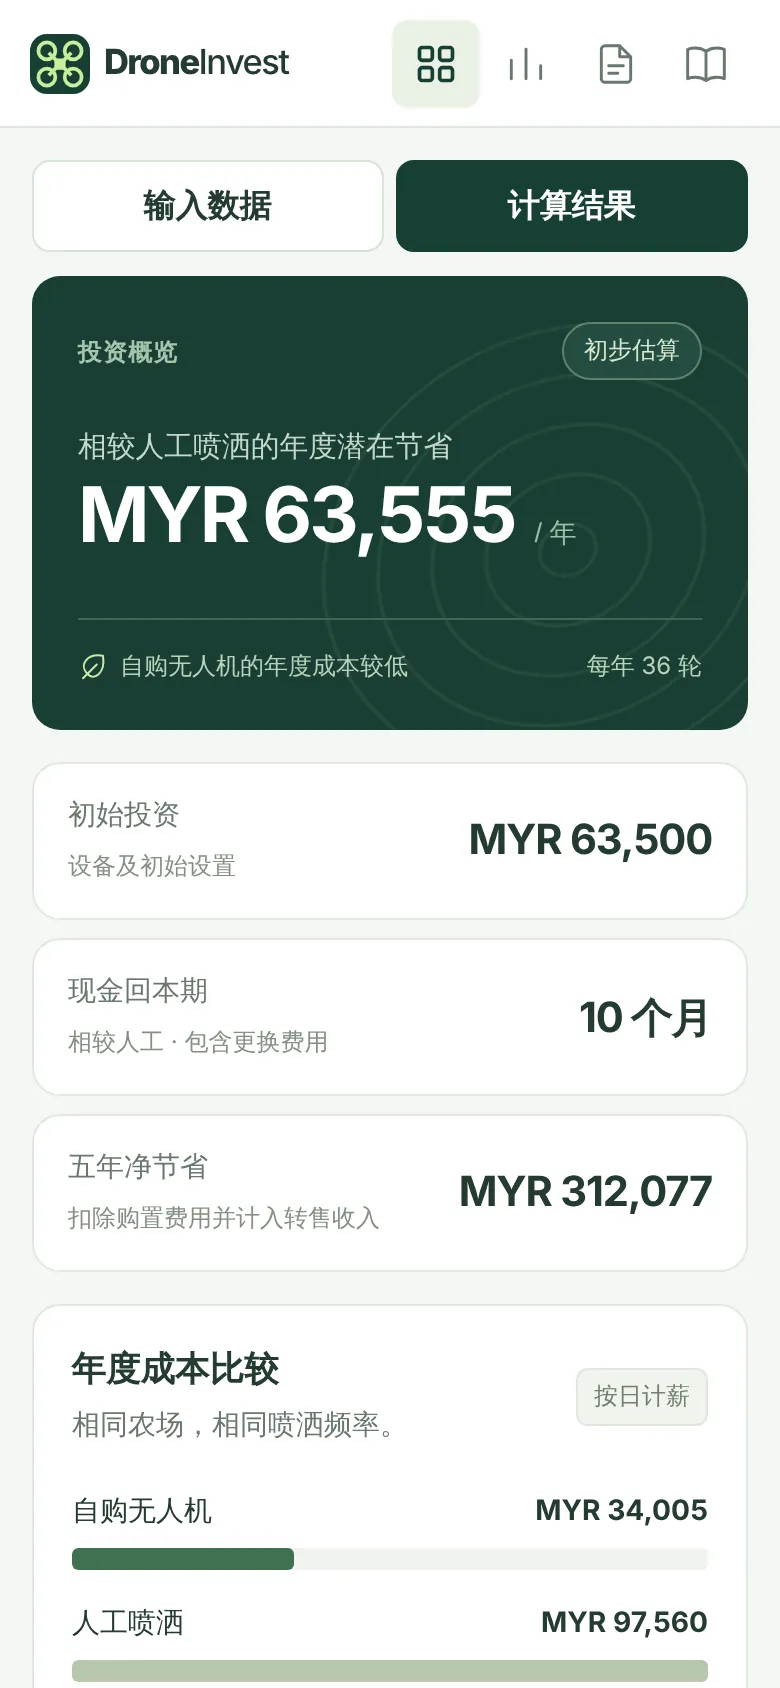 DroneInvest
输入数据
计算结果
投资概览
初步估算
相较人工喷洒的年度潜在节省
MYR 63,555 / 年
自购无人机的年度成本较低
每年 36 轮
初始投资
设备及初始设置
MYR 63,500
现金回本期
相较人工 · 包含更换费用
10 个月
五年净节省
扣除购置费用并计入转售收入
MYR 312,077
年度成本比较
相同农场，相同喷洒频率。
按日计薪
自购无人机
MYR 34,005
人工喷洒
MYR 97,560